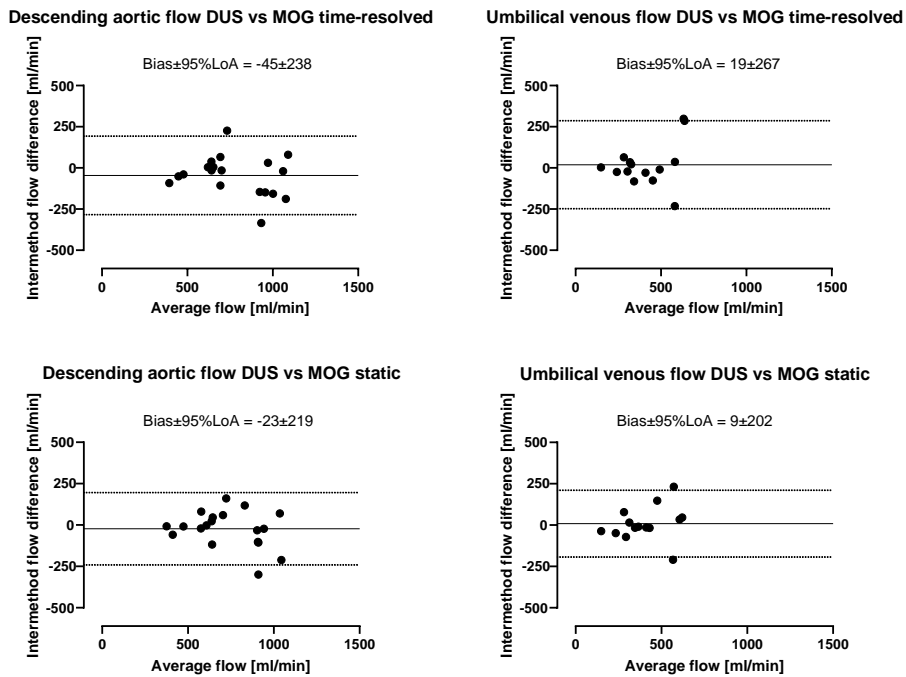 Descending aortic flow DUS vs MOG time-resolved
Bias±95%LoA = -45±238
Intermethod flow difference [ml/min]
500
250
0
-250
-500
0 500 1000 1500
Average flow [ml/min]
Umbilical venous flow DUS vs MOG time-resolved
Bias±95%LoA = 19±267
Intermethod flow difference [ml/min]
500
250
0
-250
-500
0 500 1000 1500
Average flow [ml/min]
Descending aortic flow DUS vs MOG static
Bias±95%LoA = -23±219
Intermethod flow difference [ml/min]
500
250
0
-250
-500
0 500 1000 1500
Average flow [ml/min]
Umbilical venous flow DUS vs MOG static
Bias±95%LoA = 9±202
Intermethod flow difference [ml/min]
500
250
0
-250
-500
0 500 1000 1500
Average flow [ml/min]